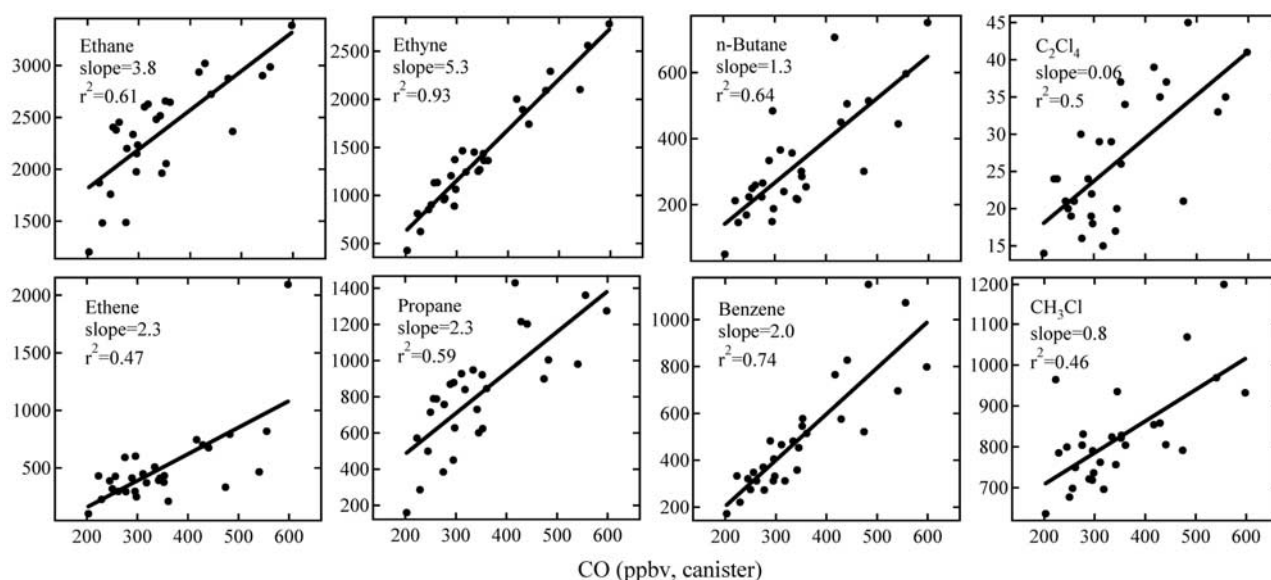 Ethane
slope=3.8
r²=0.61
3000
2500
2000
1500
Ethyne
slope=5.3
r²=0.93
2500
2000
1500
1000
500
n-Butane
slope=1.3
r²=0.64
600
400
200
C₂Cl₄
slope=0.06
r²=0.5
45
40
35
30
25
20
15
Ethene
slope=2.3
r²=0.47
2000
1500
1000
500
200 300 400 500 600
Propane
slope=2.3
r²=0.59
1400
1200
1000
800
600
400
200
200 300 400 500 600
Benzene
slope=2.0
r²=0.74
1000
800
600
400
200
200 300 400 500 600
CH₃Cl
slope=0.8
r²=0.46
1200
1100
1000
900
800
700
200 300 400 500 600
CO (ppbv, canister)